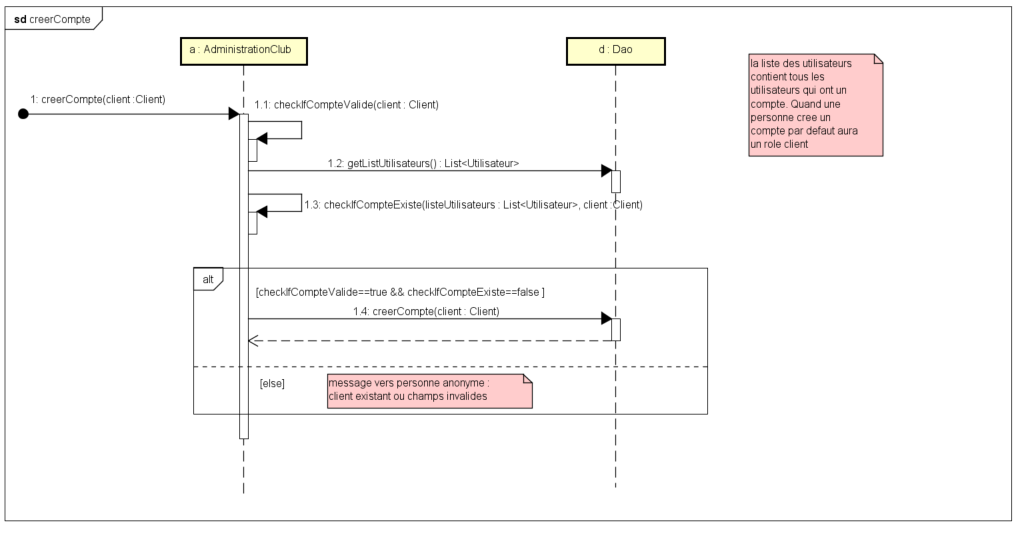 sd creerCompte
a : AdministrationClub
d : Dao
la liste des utilisateurs
contient tous les
utilisateurs qui ont un
compte. Quand une
personne cree un
compte par defaut aura
un role client
1: creerCompte(client :Client)
1.1: checkIfCompteValide(client : Client)
1.2: getListUtilisateurs() : List<Utilisateur>
1.3: checkIfCompteExiste(listeUtilisateurs : List<Utilisateur>, client :Client)
alt
[checkIfCompteValide==true && checkIfCompteExiste==false ]
1.4: creerCompte(client : Client)
[else]
message vers personne anonyme :
client existant ou champs invalides